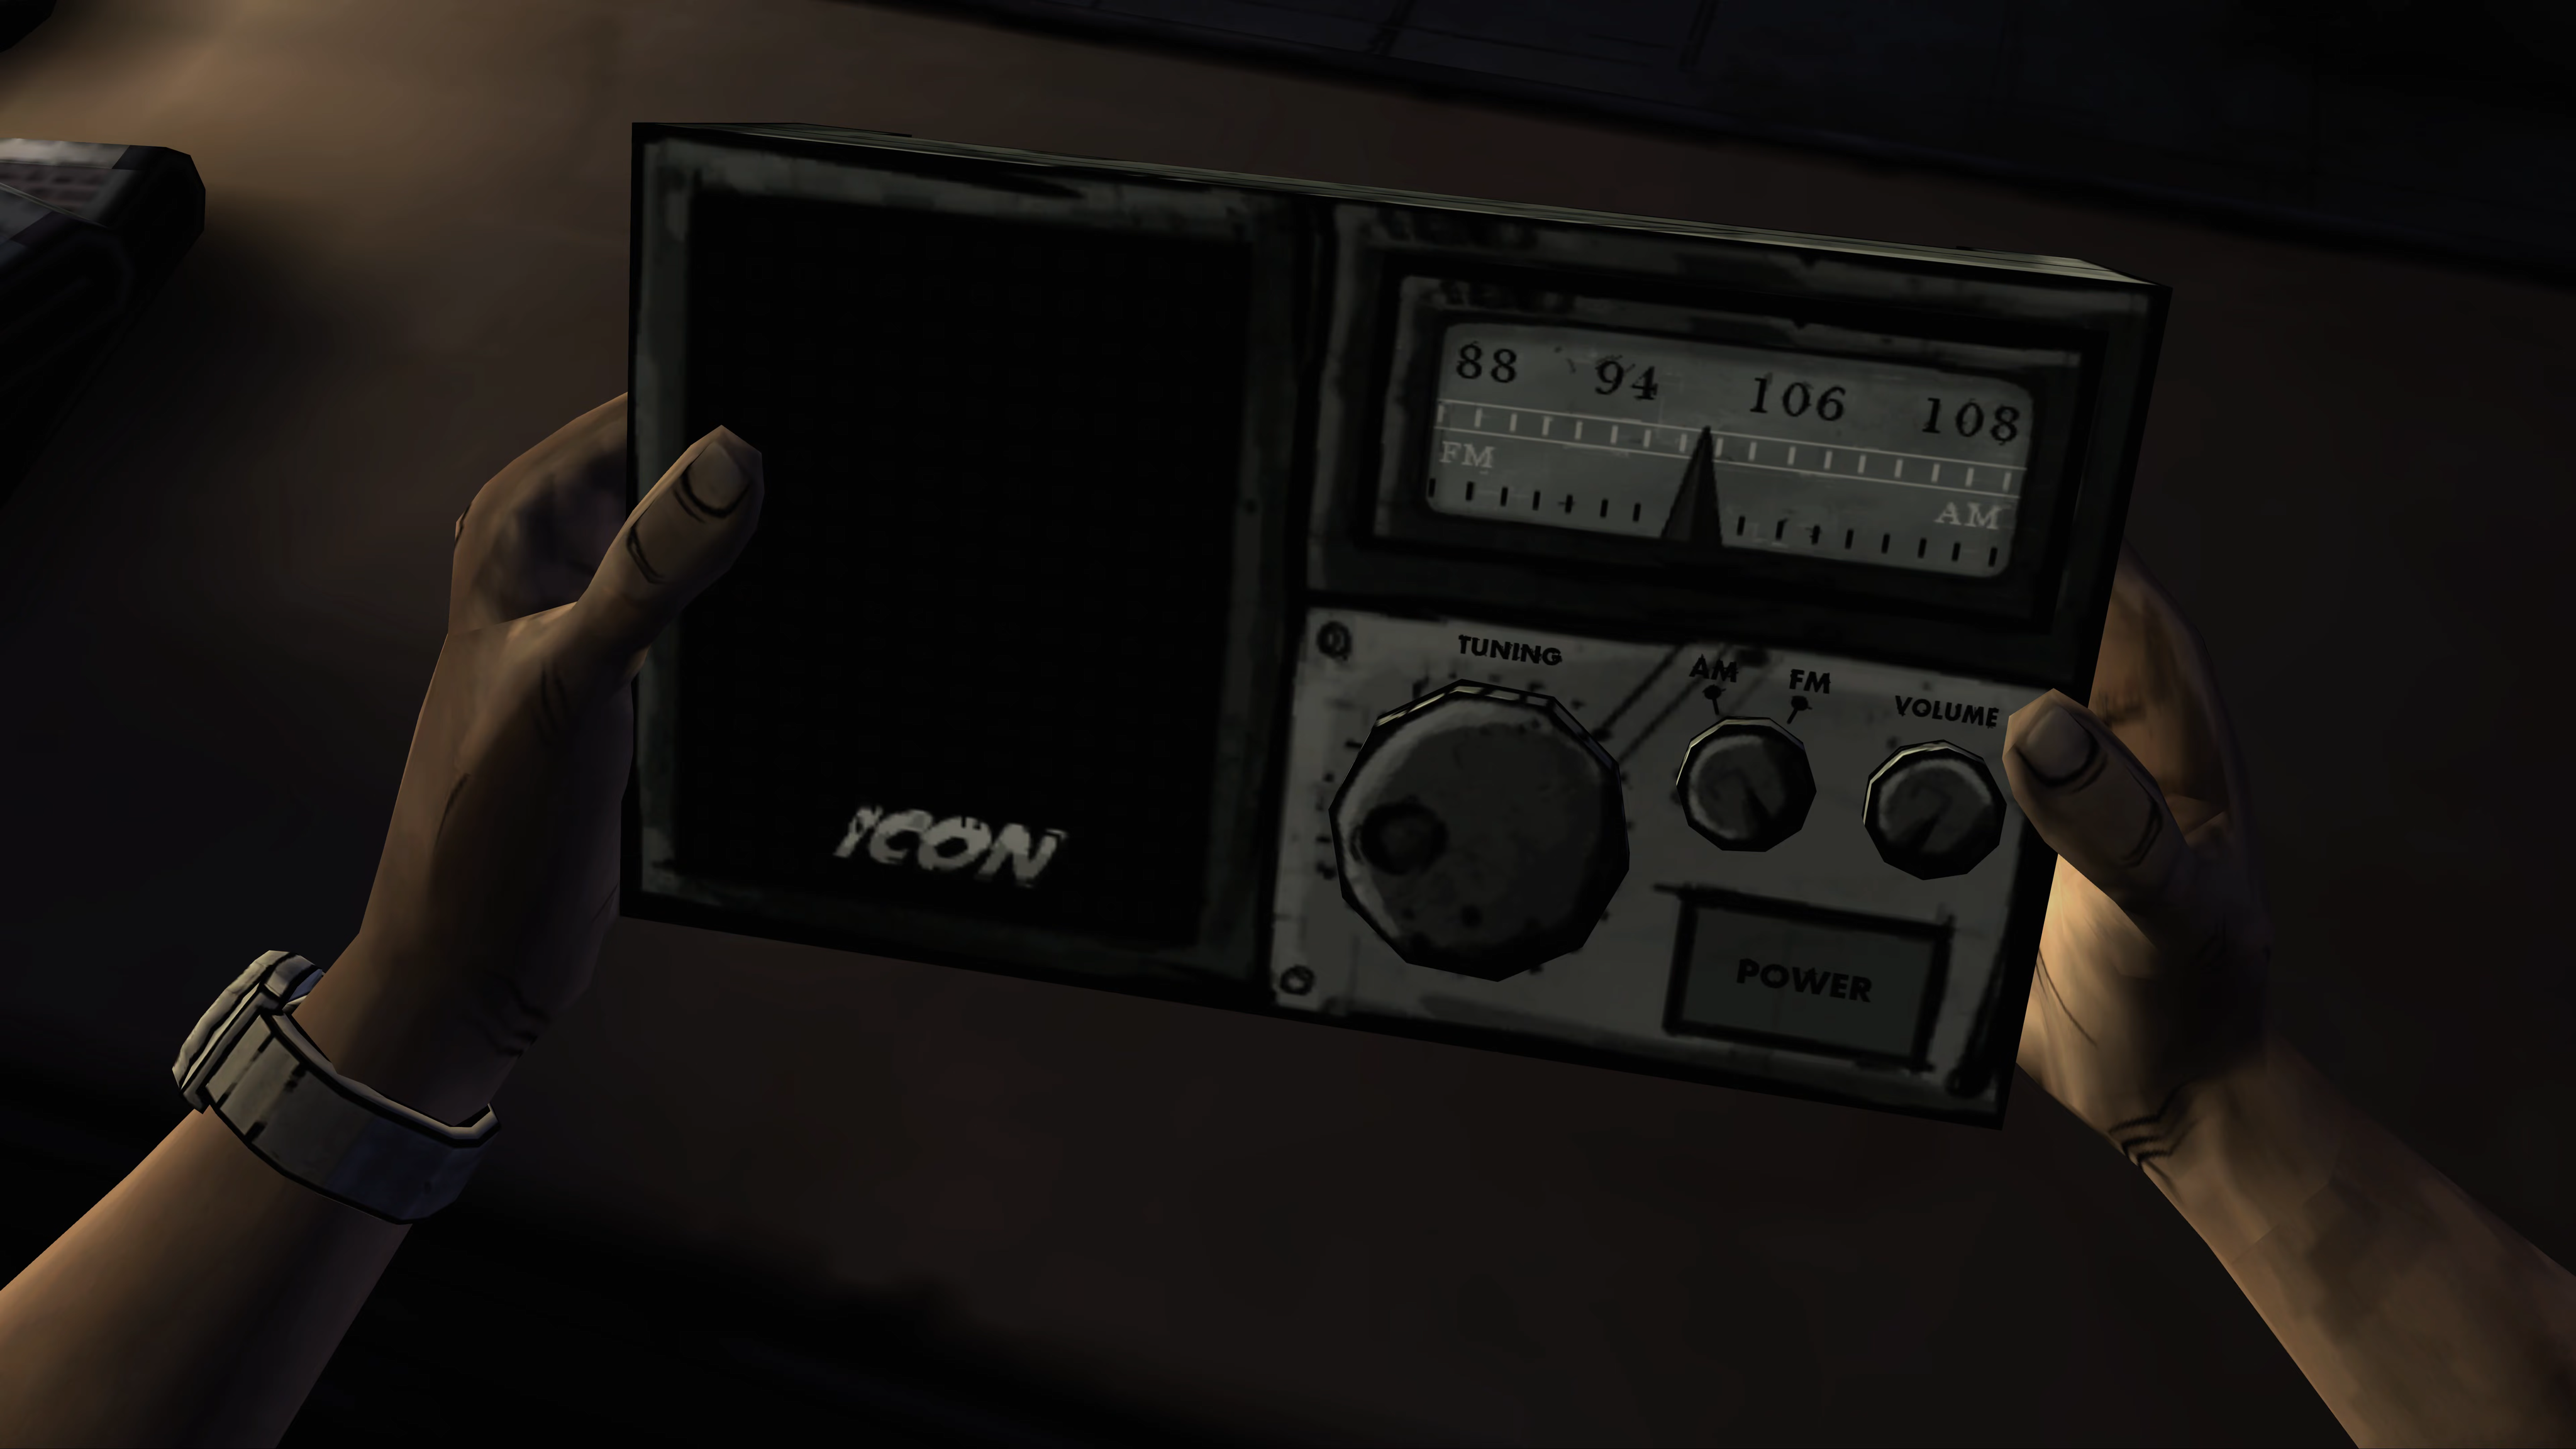 88 94 106 108
FM
AM
TUNING
AM FM
VOLUME
ICON
POWER